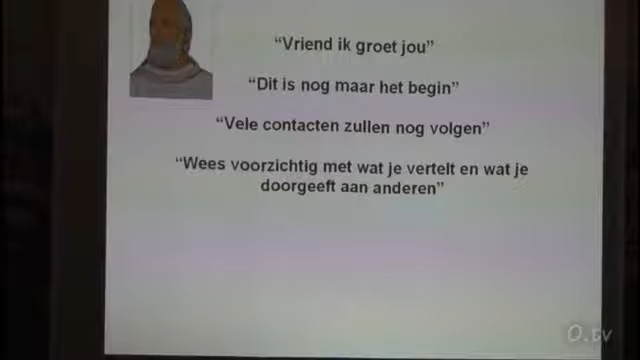 “Vriend ik groet jou”
“Dit is nog maar het begin”
“Vele contacten zullen nog volgen”
“Wees voorzichtig met wat je vertelt en wat je
doorgeeft aan anderen”
O.tv